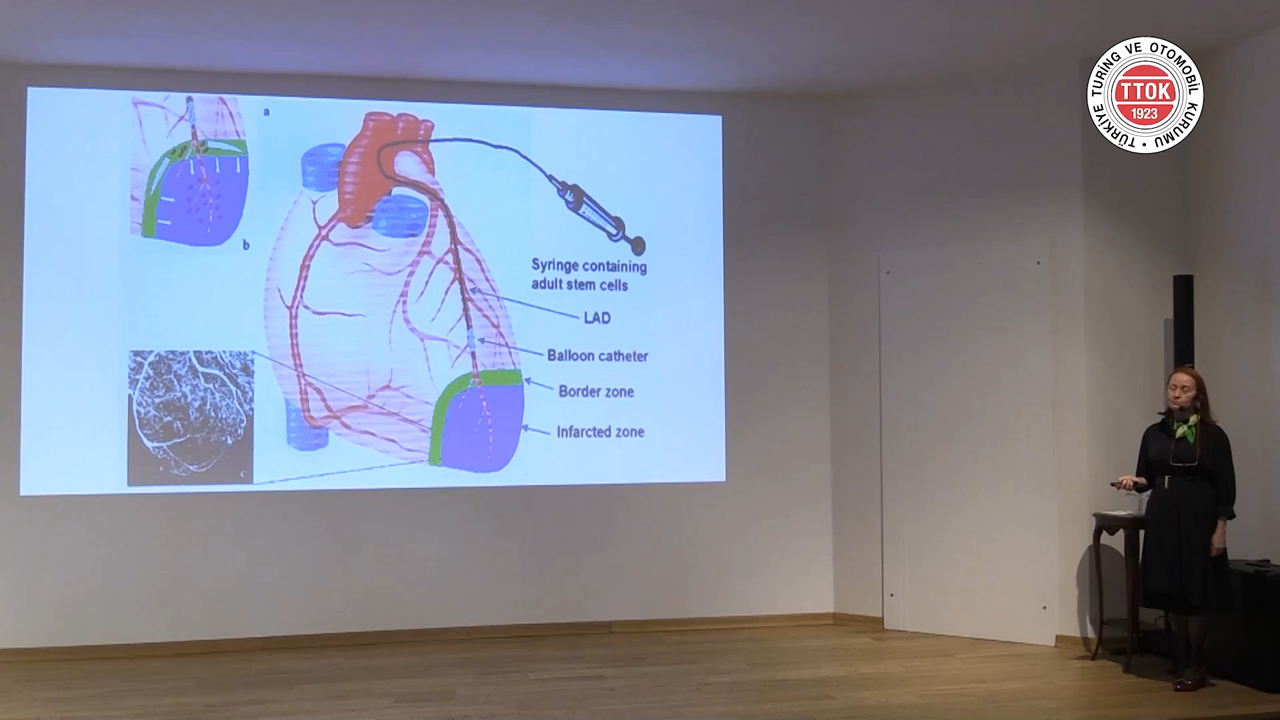 a
b
Syringe containing
adult stem cells
LAD
Balloon catheter
Border zone
Infarcted zone
c
TÜRKİYE TURİNG VE OTOMOBİL KURUMU
TTOK
1923